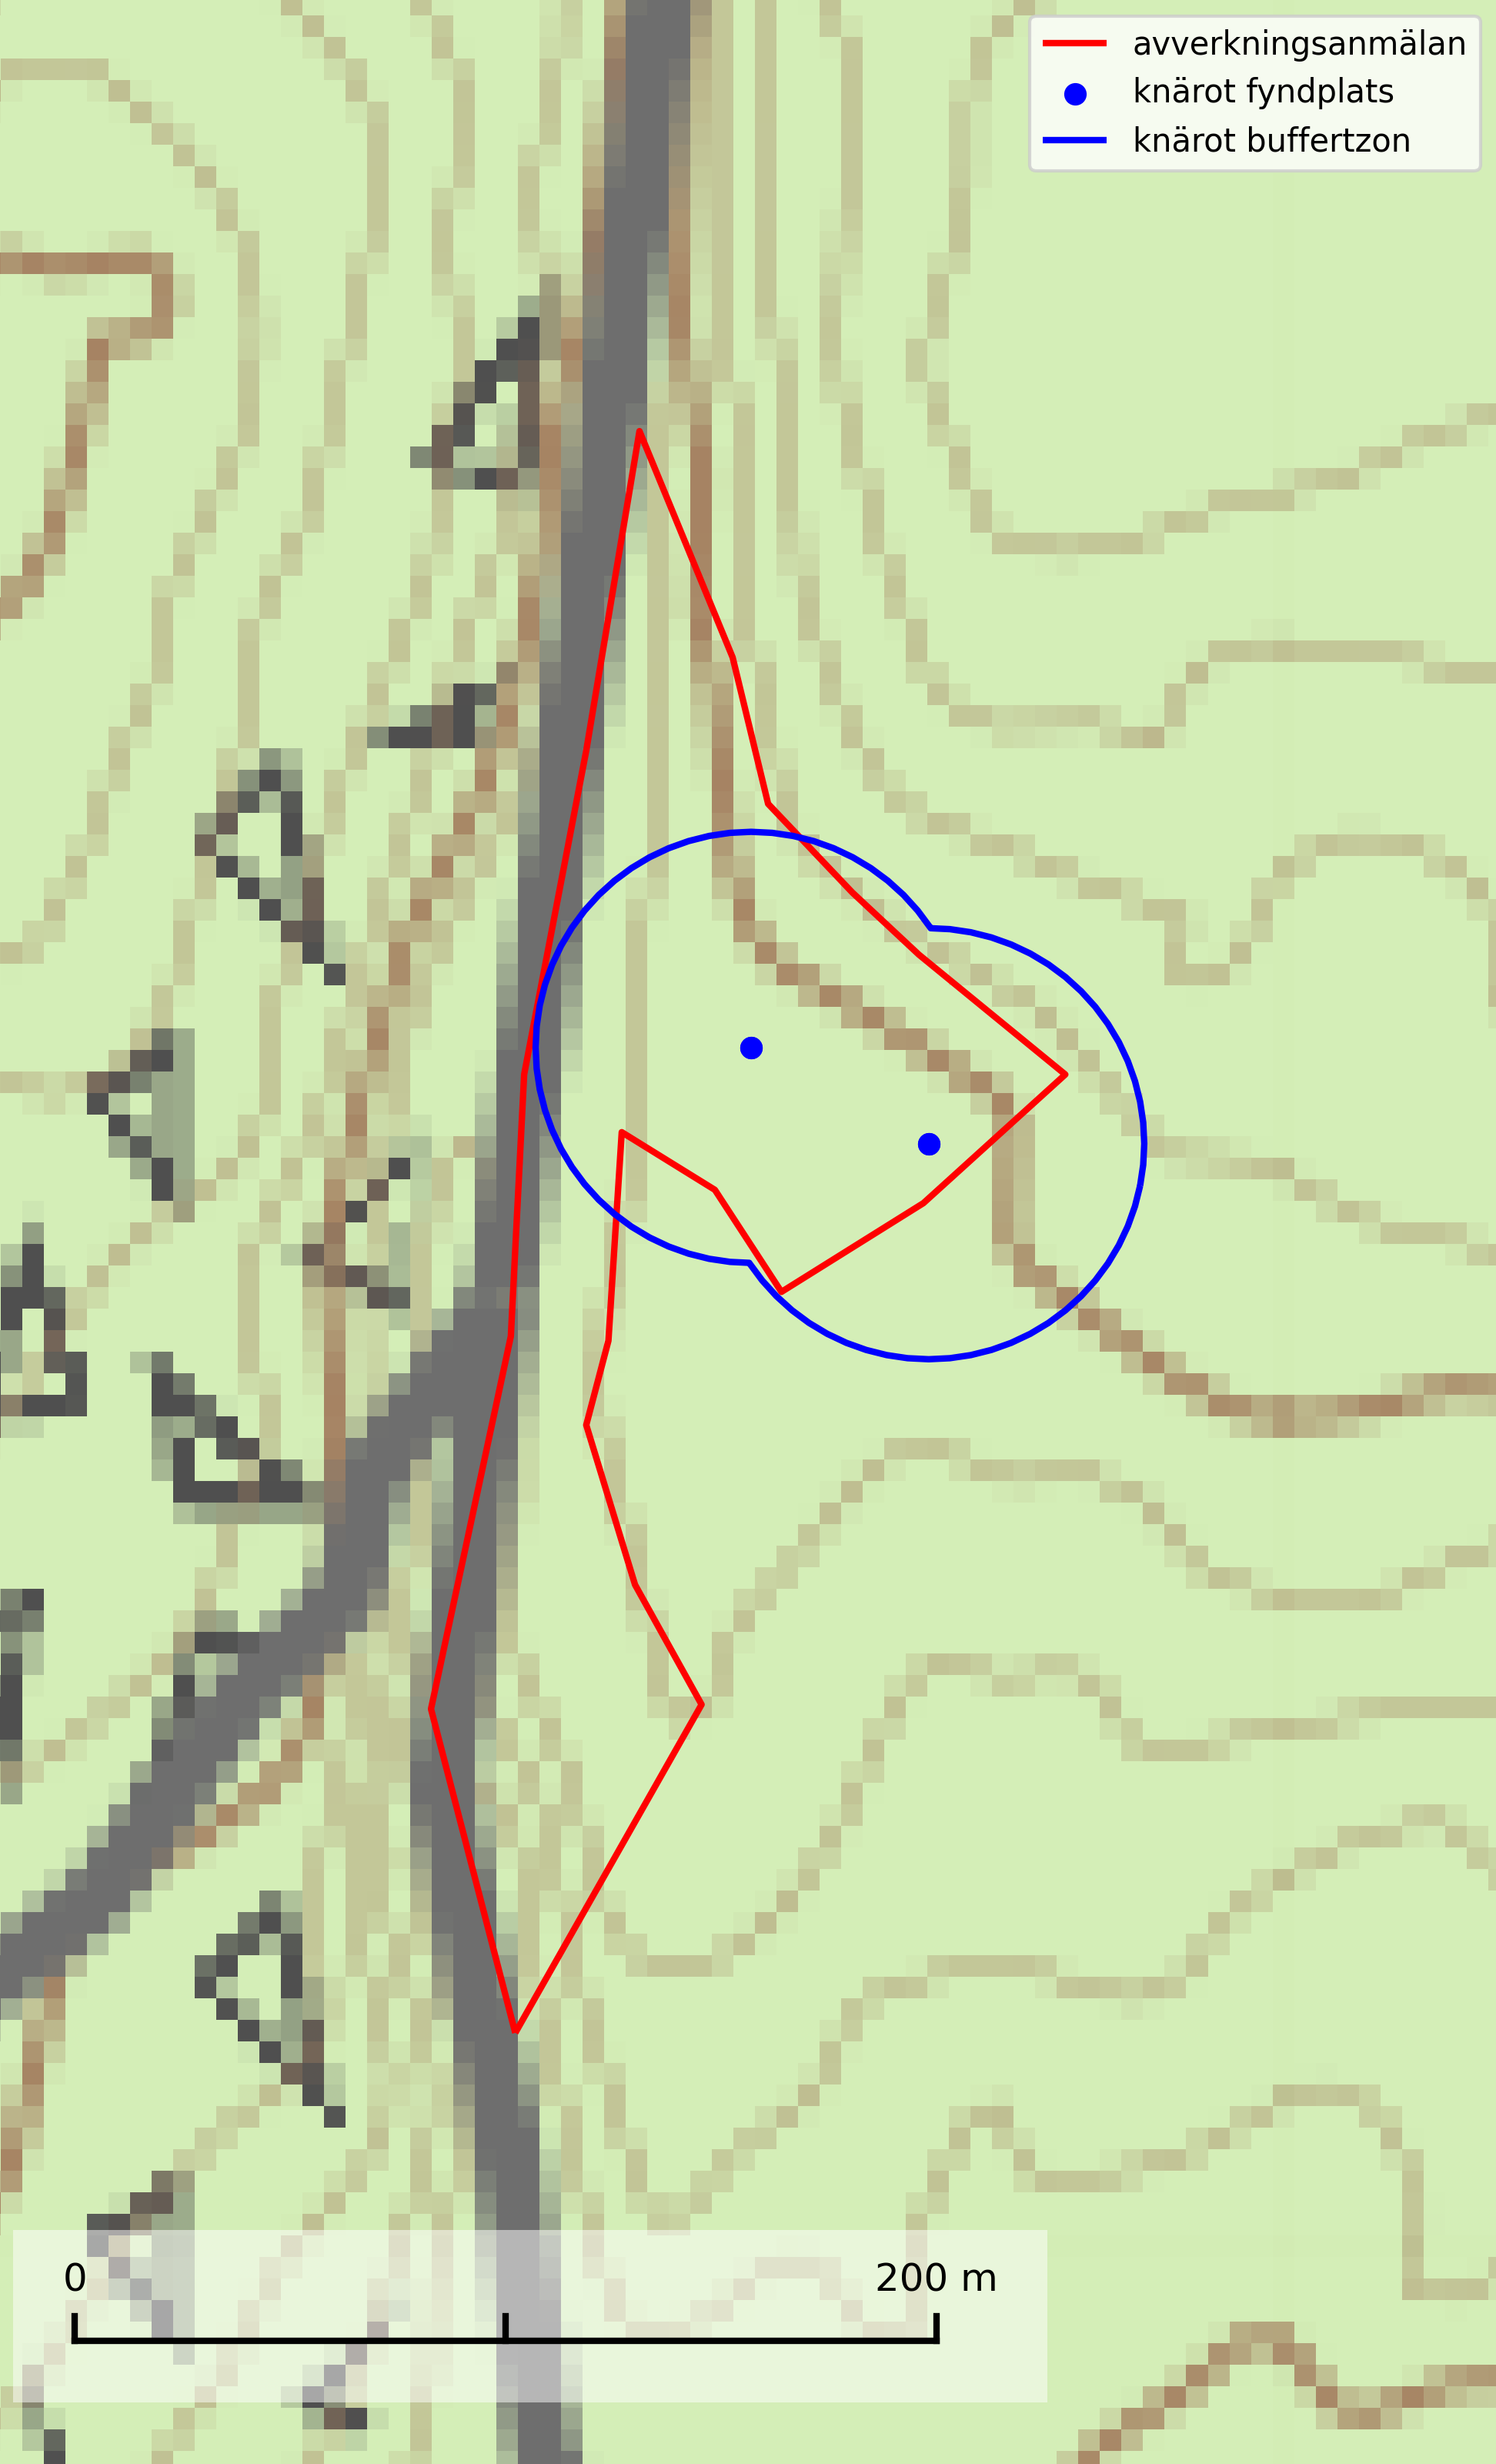 avverkningsanmälan
knärot fyndplats
knärot buffertzon
0
200 m